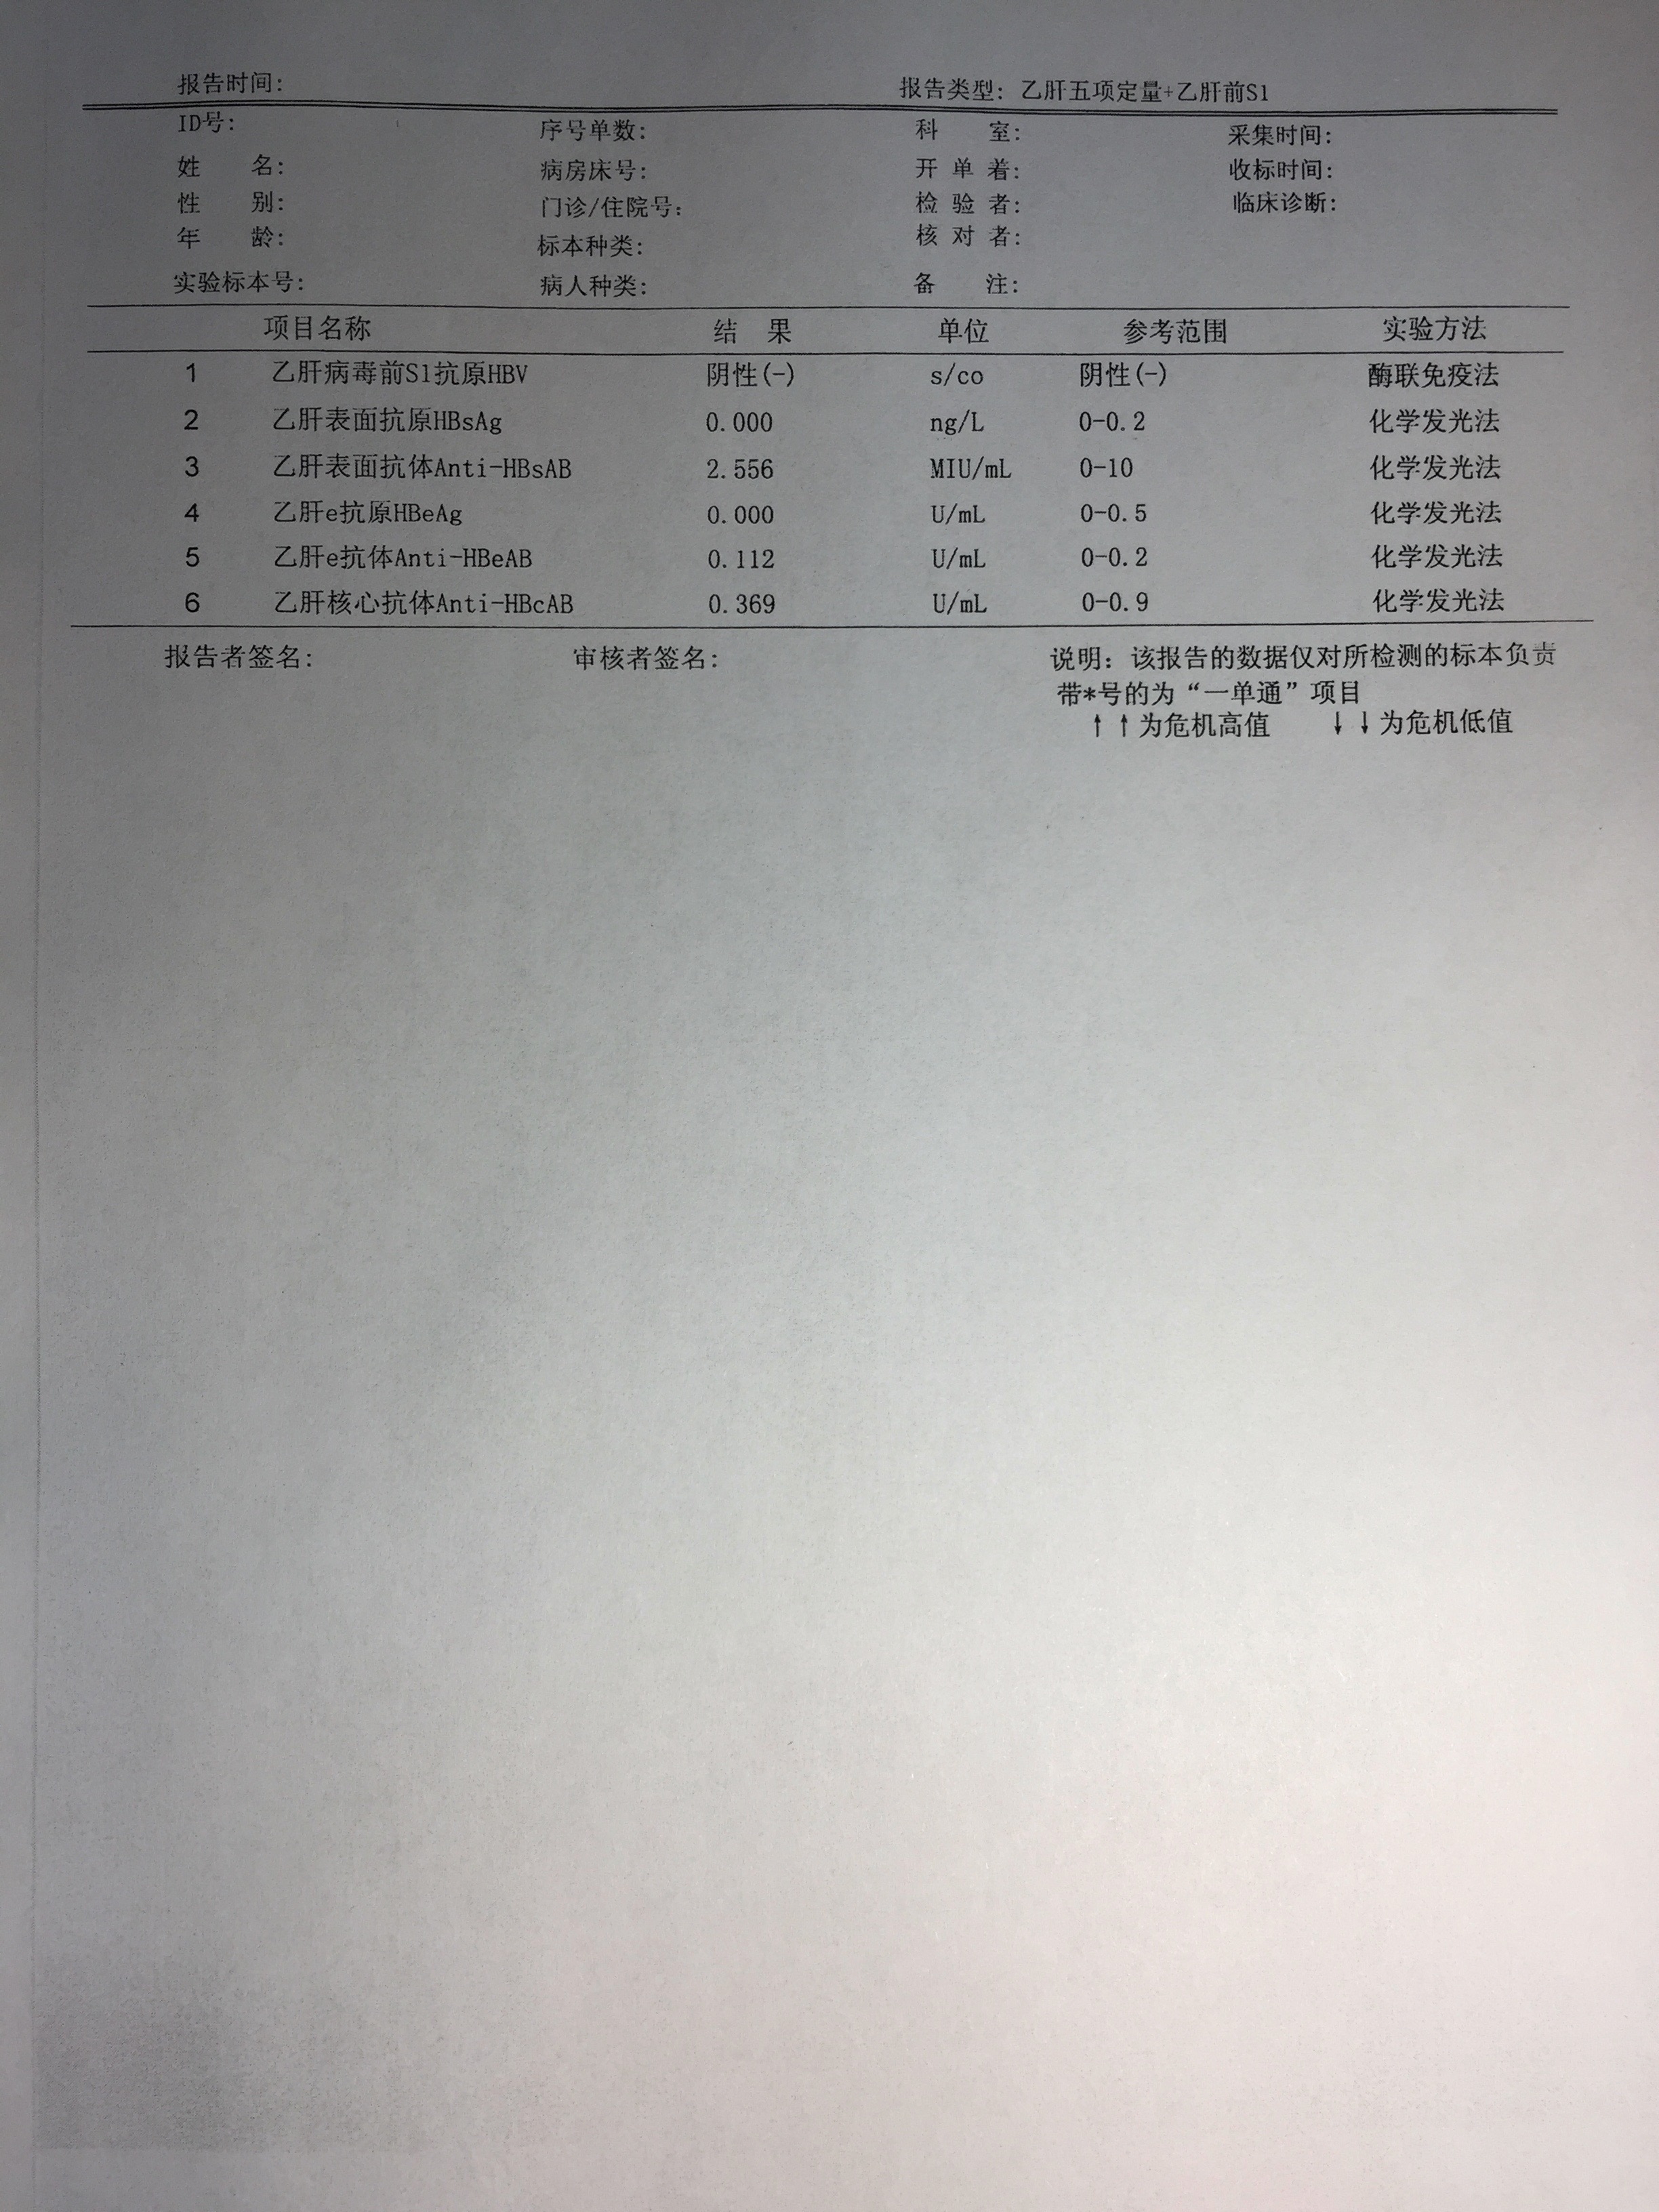 报告时间: 报告类型: 乙肝五项定量+乙肝前S1
ID号: 序号单数: 科 室: 采集时间:
姓 名: 病房床号: 开 单 着: 收标时间:
性 别: 门诊/住院号: 检 验 者: 临床诊断:
年 龄: 标本种类: 核 对 者:
实验标本号: 病人种类: 备 注:
项目名称 结 果 单位 参考范围 实验方法
1 乙肝病毒前S1抗原HBV 阴性(-) s/co 阴性(-) 酶联免疫法
2 乙肝表面抗原HBsAg 0.000 ng/L 0-0.2 化学发光法
3 乙肝表面抗体Anti-HBsAB 2.556 MIU/mL 0-10 化学发光法
4 乙肝e抗原HBeAg 0.000 U/mL 0-0.5 化学发光法
5 乙肝e抗体Anti-HBeAB 0.112 U/mL 0-0.2 化学发光法
6 乙肝核心抗体Anti-HBcAB 0.369 U/mL 0-0.9 化学发光法
报告者签名: 审核者签名: 说明: 该报告的数据仅对所检测的标本负责
带*号的为“一单通”项目
↑↑为危机高值 ↓↓为危机低值